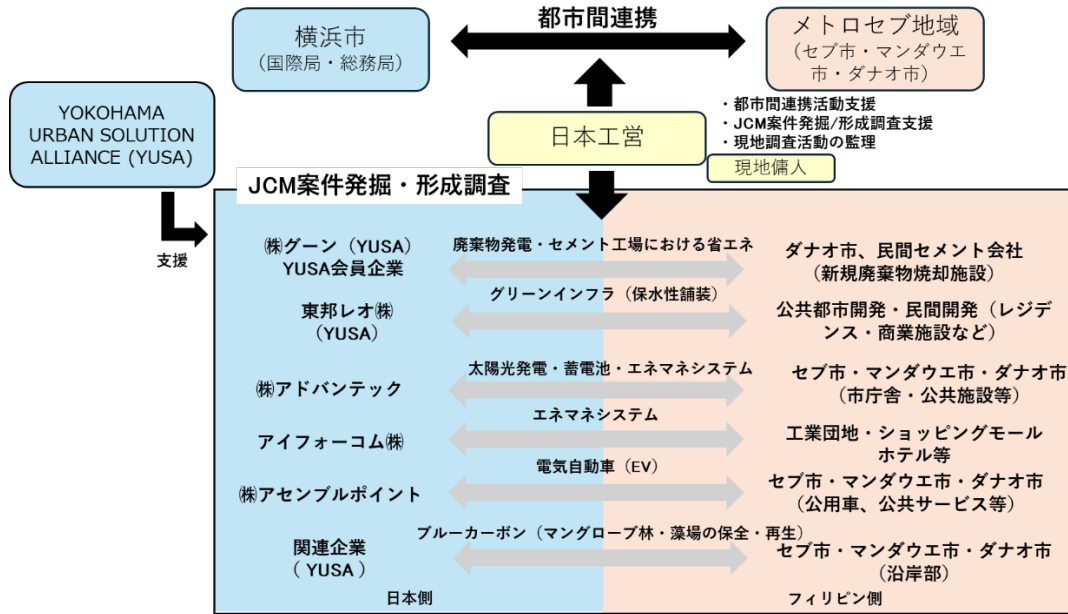 都市間連携
横浜市
(国際局・総務局)
メトロセブ地域
(セブ市・マンダウエ
市・ダナオ市)
YOKOHAMA
URBAN SOLUTION
ALLIANCE (YUSA)
日本工営
・都市間連携活動支援
・JCM案件発掘/形成調査支援
・現地調査活動の監理
現地傭人
支援
JCM案件発掘・形成調査
㈱グーン(YUSA)
YUSA会員企業
廃棄物発電・セメント工場における省エネ
ダナオ市、民間セメント会社
(新規廃棄物焼却施設)
東邦レオ㈱
(YUSA)
グリーンインフラ(保水性舗装)
公共都市開発・民間開発(レジデ
ンス・商業施設など)
㈱アドバンテック
太陽光発電・蓄電池・エネマネシステム
セブ市・マンダウエ市・ダナオ市
(市庁舎・公共施設等)
アイフォーコム㈱
エネマネシステム
工業団地・ショッピングモール
ホテル等
㈱アセンブルポイント
電気自動車(EV)
セブ市・マンダウエ市・ダナオ市
(公用車、公共サービス等)
関連企業
(YUSA)
ブルーカーボン(マングローブ林・藻場の保全・再生)
セブ市・マンダウエ市・ダナオ市
(沿岸部)
日本側
フィリピン側